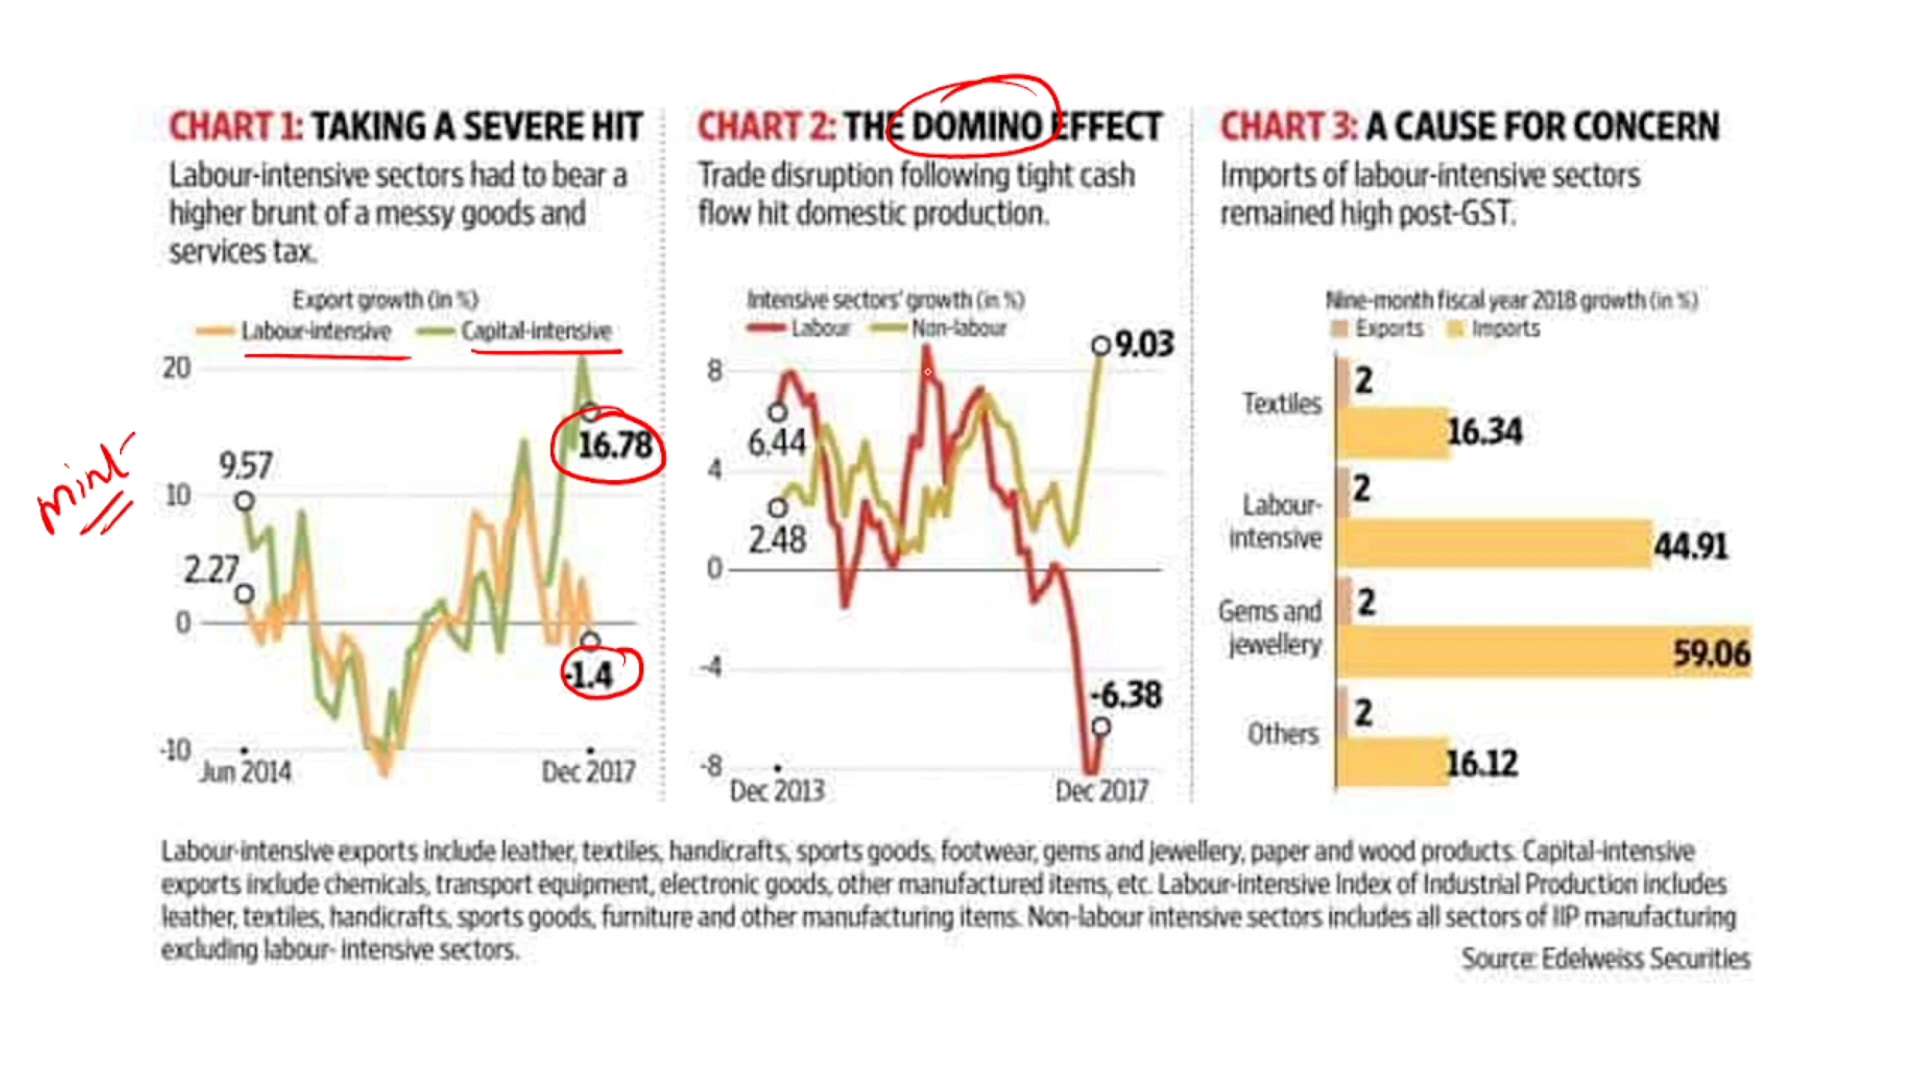 CHART 1: TAKING A SEVERE HIT
Labour-intensive sectors had to bear a
higher brunt of a messy goods and
services tax.
Export growth (in %)
Labour-intensive Capital-intensive
20
10
0
-10
9.57
2.27
16.78
-1.4
Jun 2014 Dec 2017
mint
CHART 2: THE DOMINO EFFECT
Trade disruption following tight cash
flow hit domestic production.
Intensive sectors' growth (in %)
Labour Non-labour
8
4
0
-4
-8
6.44
2.48
9.03
-6.38
Dec 2013 Dec 2017
CHART 3: A CAUSE FOR CONCERN
Imports of labour-intensive sectors
remained high post-GST.
Nine-month fiscal year 2018 growth (in %)
Exports Imports
Textiles
2
16.34
Labour-
intensive
2
44.91
Gems and
jewellery
2
59.06
Others
2
16.12
Labour-intensive exports include leather, textiles, handicrafts, sports goods, footwear, gems and jewellery, paper and wood products. Capital-intensive
exports include chemicals, transport equipment, electronic goods, other manufactured items, etc. Labour-intensive Index of Industrial Production includes
leather, textiles, handicrafts, sports goods, furniture and other manufacturing items. Non-labour intensive sectors includes all sectors of IIP manufacturing
excluding labour- intensive sectors.
Source: Edelweiss Securities